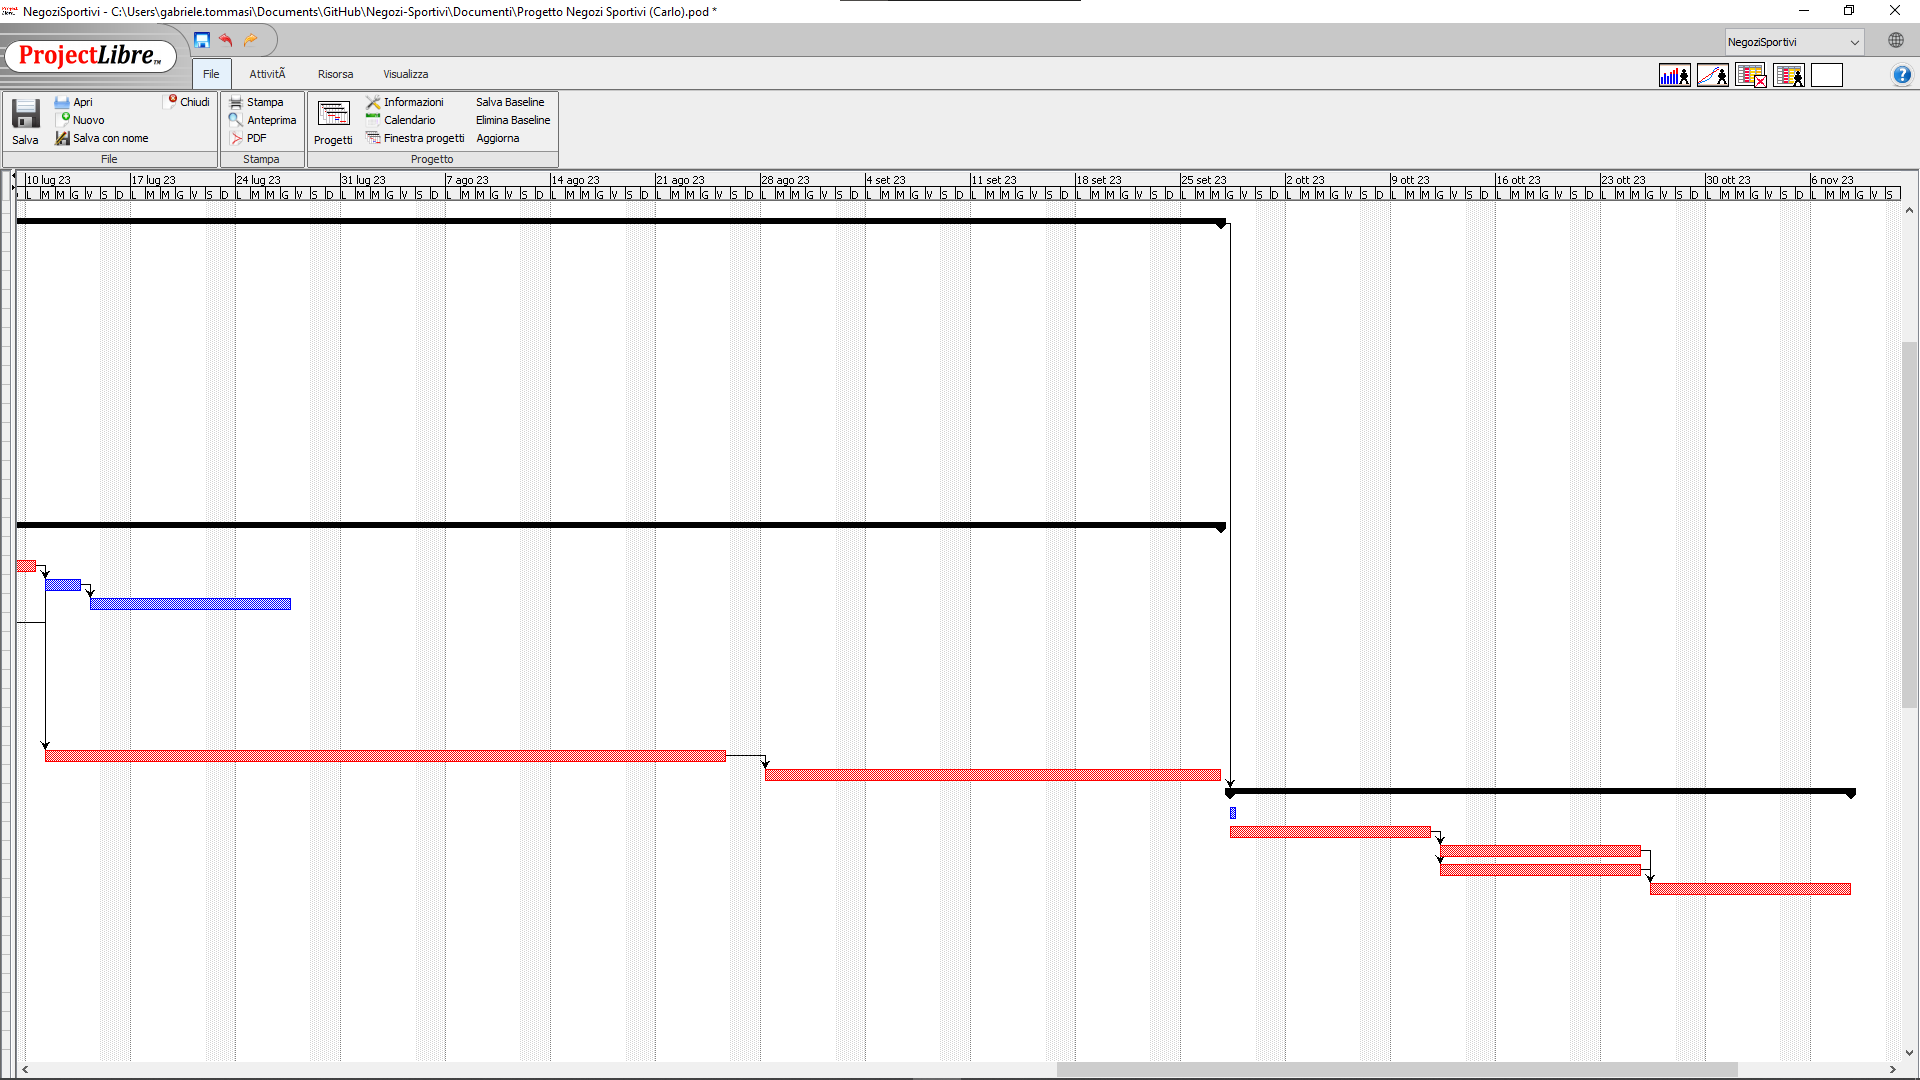 NegoziSportivi - C:\Users\gabriele.tommasi\Documents\GitHub\Negozi-Sportivi\Documenti\Progetto Negozi Sportivi (Carlo).pod *
ProjectLibre™
NegoziSportivi
File AttivitÃ Risorsa Visualizza
Salva
Apri
Nuovo
Salva con nome
Chiudi
File
Stampa
Anteprima
PDF
Stampa
Progetti
Informazioni
Calendario
Finestra progetti
Salva Baseline
Elimina Baseline
Aggiorna
Progetto
10 lug 23 17 lug 23 24 lug 23 31 lug 23 7 ago 23 14 ago 23 21 ago 23 28 ago 23 4 set 23 11 set 23 18 set 23 25 set 23 2 ott 23 9 ott 23 16 ott 23 23 ott 23 30 ott 23 6 nov 23
L M M G V S D L M M G V S D L M M G V S D L M M G V S D L M M G V S D L M M G V S D L M M G V S D L M M G V S D L M M G V S D L M M G V S D L M M G V S D L M M G V S D L M M G V S D L M M G V S D L M M G V S D L M M G V S D L M M G V S D L M M G V S